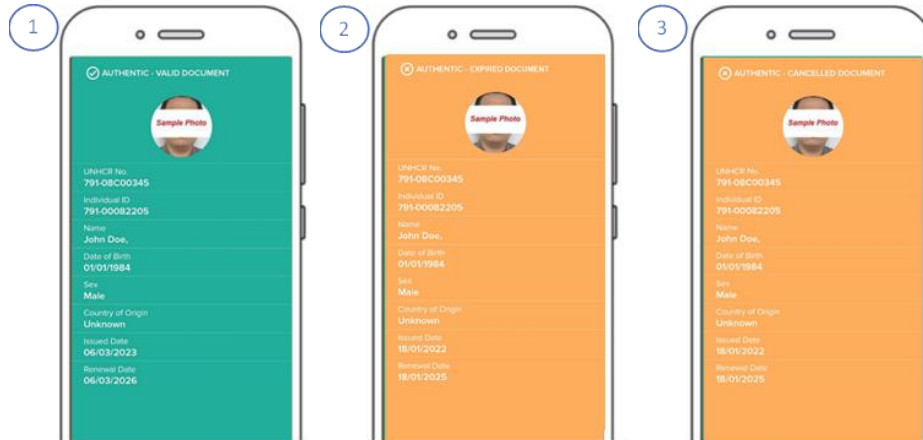 1
AUTHENTIC - VALID DOCUMENT
Sample Photo
UNHCR No.
791-08C00345
Individual ID
791-00082205
Name
John Doe,
Date of Birth
01/01/1984
Sex
Male
Country of Origin
Unknown
Issued Date
06/03/2023
Renewal Date
06/03/2026
2
AUTHENTIC - EXPIRED DOCUMENT
Sample Photo
UNHCR No.
791-08C00345
Individual ID
791-00082205
Name
John Doe,
Date of Birth
01/01/1984
Sex
Male
Country of Origin
Unknown
Issued Date
18/01/2022
Renewal Date
18/01/2025
3
AUTHENTIC - CANCELLED DOCUMENT
Sample Photo
UNHCR No.
791-08C00345
Individual ID
791-00082205
Name
John Doe,
Date of Birth
01/01/1984
Sex
Male
Country of Origin
Unknown
Issued Date
18/01/2022
Renewal Date
18/01/2025